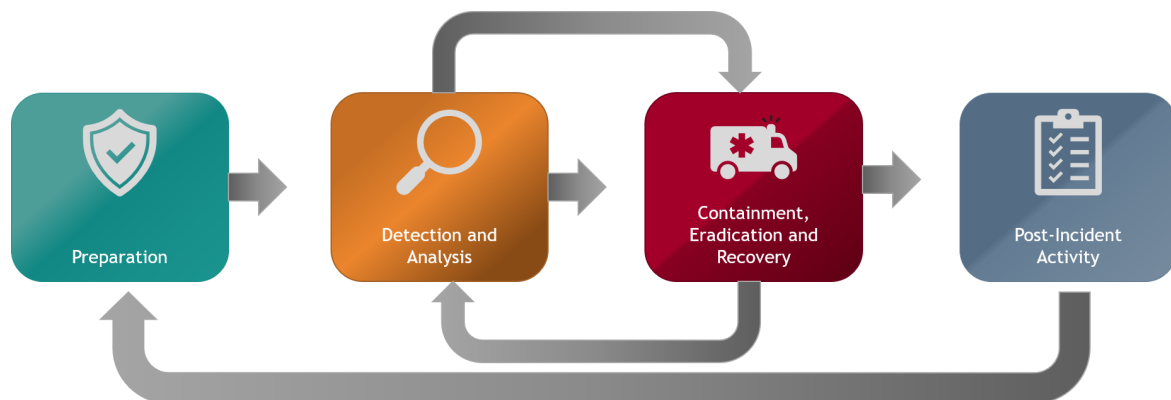 Preparation
Detection and
Analysis
Containment,
Eradication and
Recovery
Post-Incident
Activity